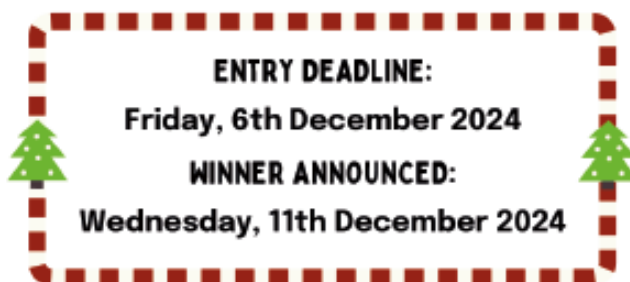 ENTRY DEADLINE:
Friday, 6th December 2024
WINNER ANNOUNCED:
Wednesday, 11th December 2024